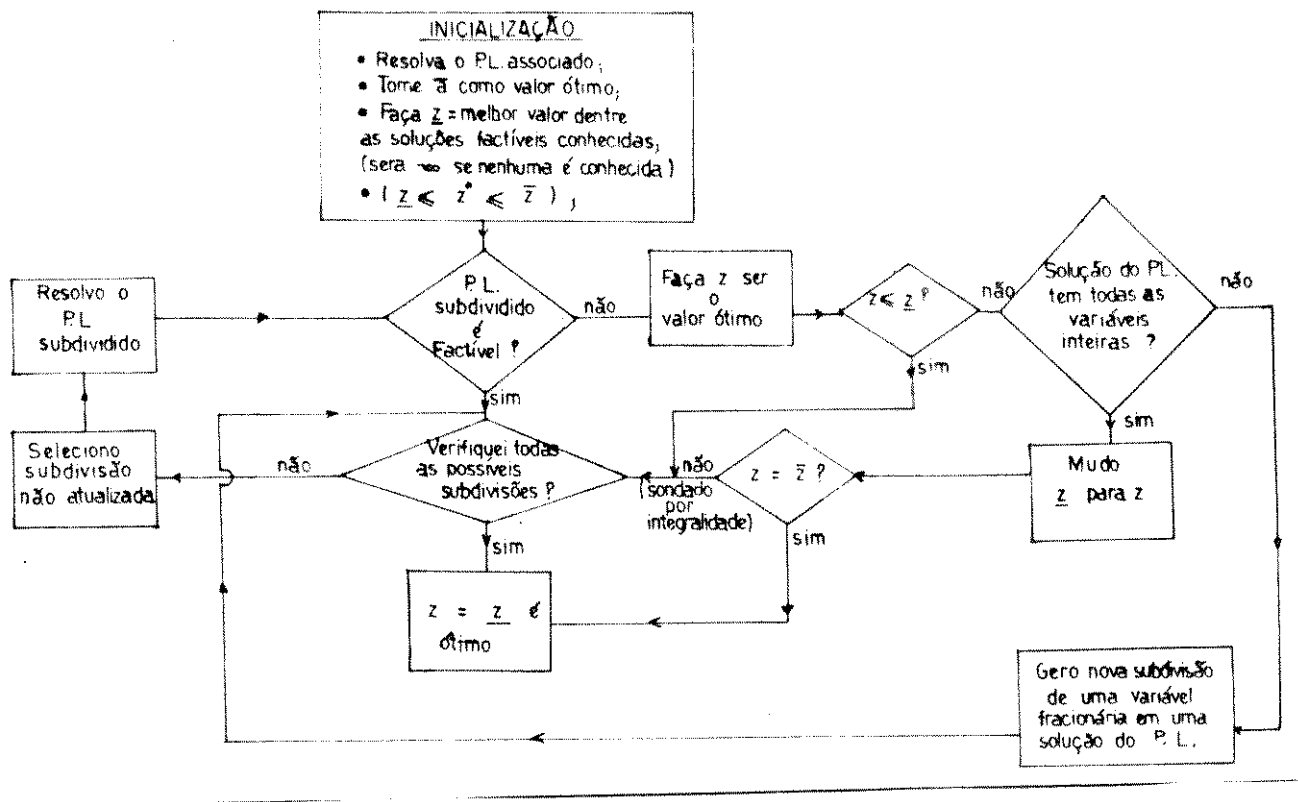 INICIALIZAÇÃO
• Resolva o P.L. associado;
• Tome a̅ como valor ótimo;
• Faça z̲ = melhor valor dentre
as soluções factíveis conhecidas,
(sera -∞ se nenhuma é conhecida)
• ( z̲ ⩽ z* ⩽ z̅ ) ;
Resolvo o
P.L
subdividido
P.L.
subdividido
é
Factível ?
não
Faça z ser
o
valor ótimo
z ⩽ z̲ ?
não
Solução do P.L.
tem todas as
variáveis
inteiras ?
não
sim
sim
sim
Seleciono
subdivisão
não atualizada
não
Verifiquei todas
as possíveis
subdivisões ?
não
(sondado
por
integralidade)
z = z̅ ?
Mudo
z̲ para z
sim
sim
z = z̲ é
ótimo
Gero nova subdivisão
de uma variável
fracionária em uma
solução do P.L.